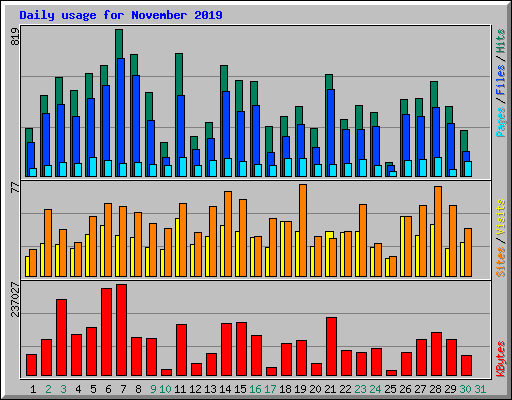 Daily usage for November 2019
819
77
237027
Pages / Files / Hits
Sites / Visits
KBytes
1 2 3 4 5 6 7 8 9 10 11 12 13 14 15 16 17 18 19 20 21 22 23 24 25 26 27 28 29 30 31